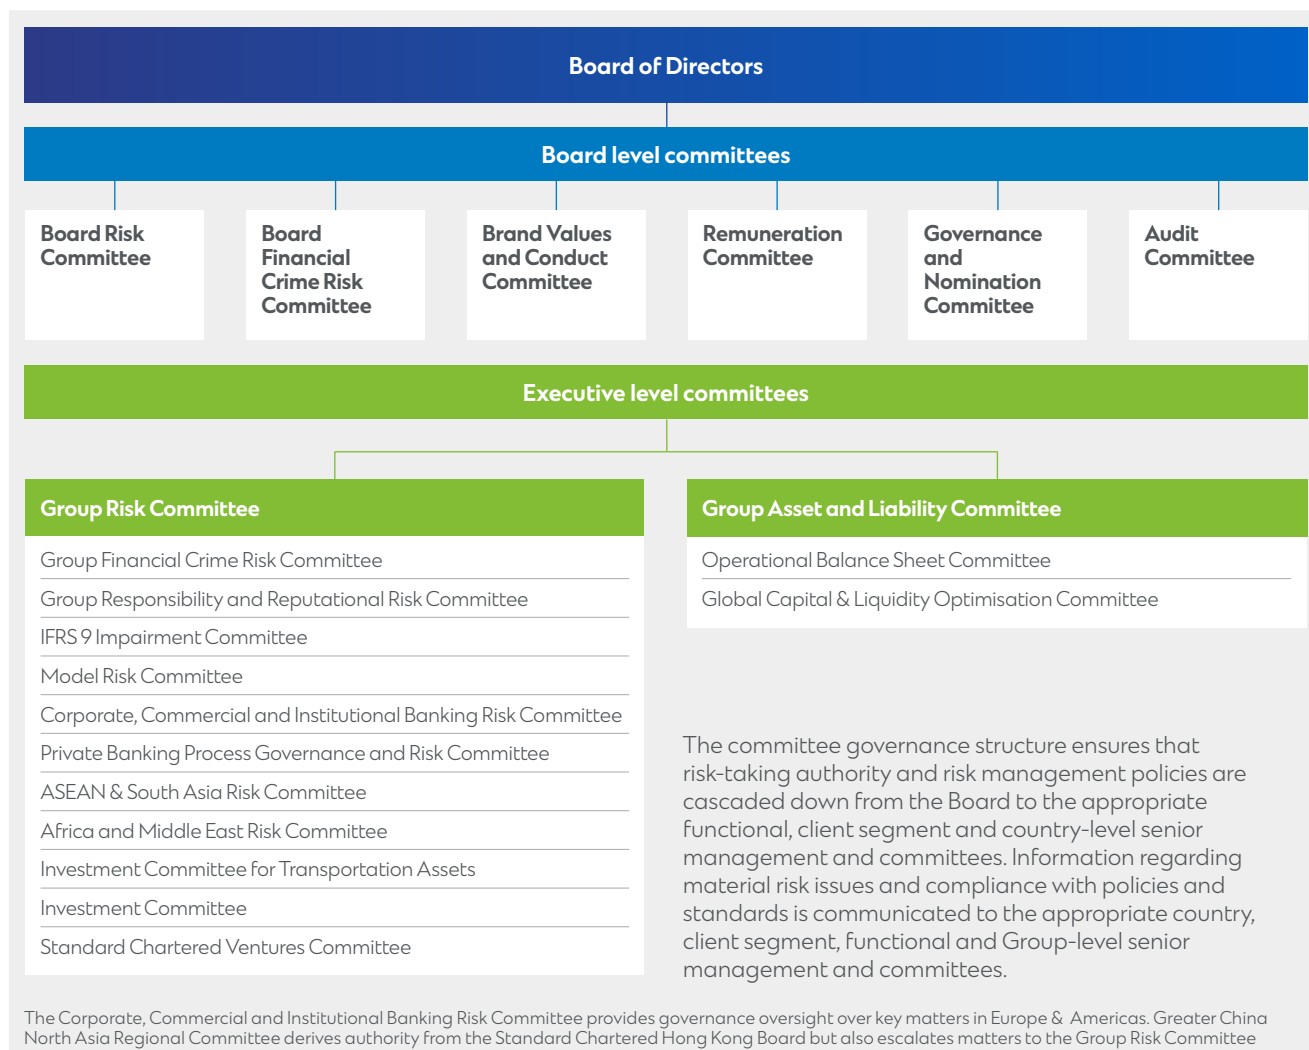 Board of Directors
Board level committees
Board Risk
Committee
Board
Financial
Crime Risk
Committee
Brand Values
and Conduct
Committee
Remuneration
Committee
Governance
and
Nomination
Committee
Audit
Committee
Executive level committees
Group Risk Committee
Group Financial Crime Risk Committee
Group Responsibility and Reputational Risk Committee
IFRS 9 Impairment Committee
Model Risk Committee
Corporate, Commercial and Institutional Banking Risk Committee
Private Banking Process Governance and Risk Committee
ASEAN & South Asia Risk Committee
Africa and Middle East Risk Committee
Investment Committee for Transportation Assets
Investment Committee
Standard Chartered Ventures Committee
Group Asset and Liability Committee
Operational Balance Sheet Committee
Global Capital & Liquidity Optimisation Committee
The committee governance structure ensures that
risk-taking authority and risk management policies are
cascaded down from the Board to the appropriate
functional, client segment and country-level senior
management and committees. Information regarding
material risk issues and compliance with policies and
standards is communicated to the appropriate country,
client segment, functional and Group-level senior
management and committees.
The Corporate, Commercial and Institutional Banking Risk Committee provides governance oversight over key matters in Europe & Americas. Greater China
North Asia Regional Committee derives authority from the Standard Chartered Hong Kong Board but also escalates matters to the Group Risk Committee